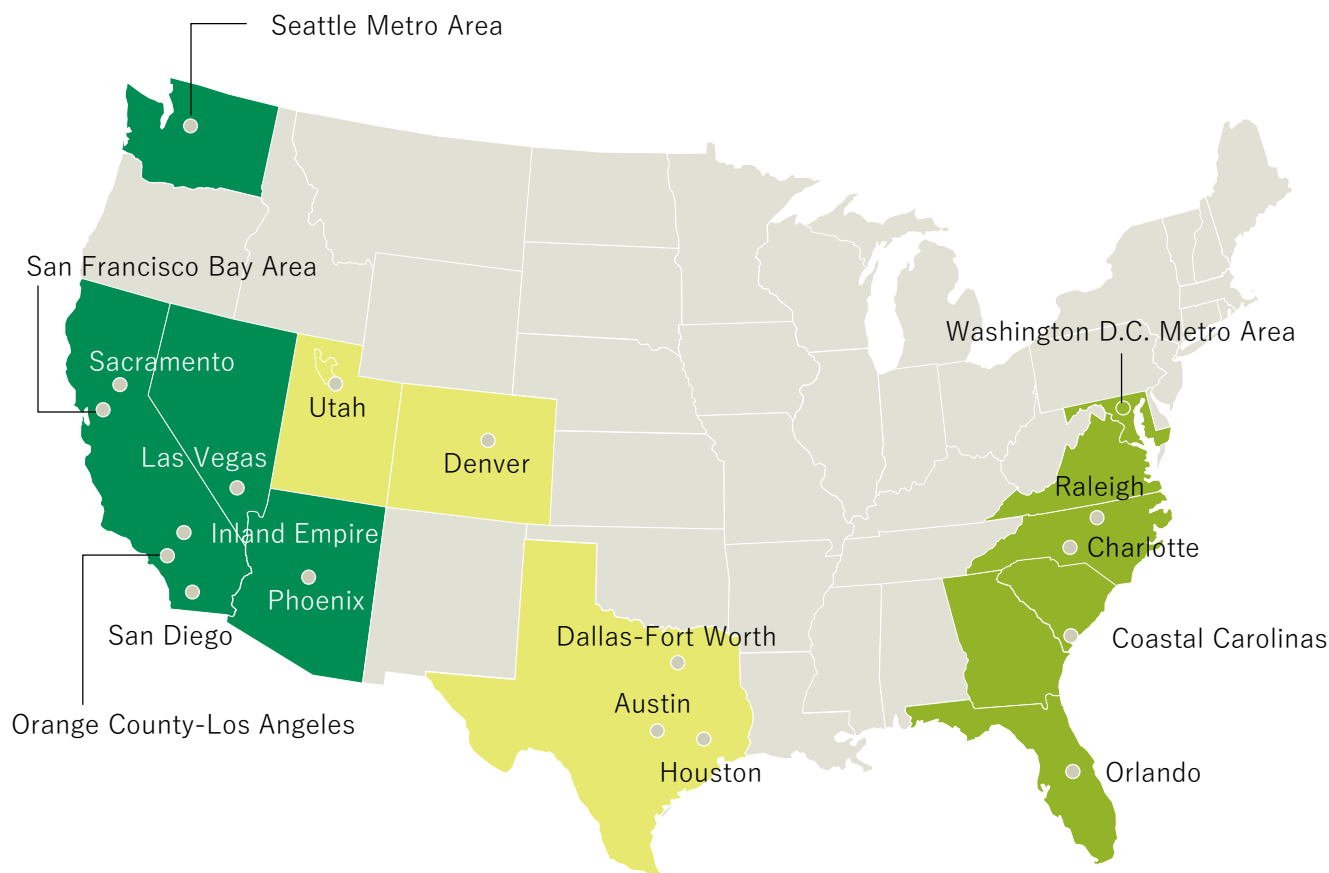 Seattle Metro Area
San Francisco Bay Area
Washington D.C. Metro Area
Sacramento
Utah
Las Vegas
Denver
Raleigh
Inland Empire
Charlotte
Phoenix
San Diego
Dallas-Fort Worth
Coastal Carolinas
Austin
Orange County-Los Angeles
Houston
Orlando